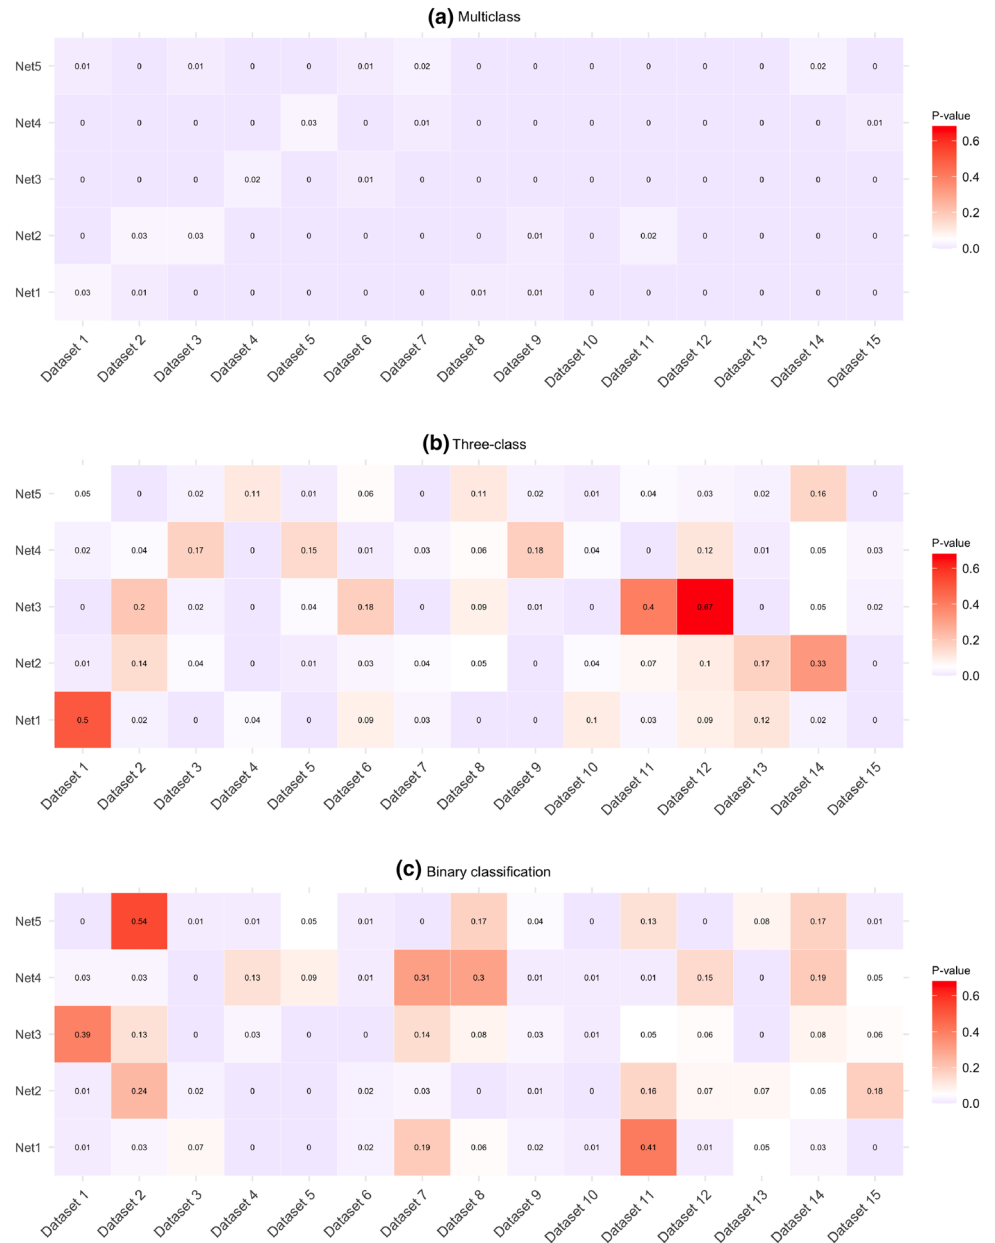 (a) Multiclass
Net5 0.01 0 0.01 0 0 0.01 0.02 0 0 0 0 0 0 0.02 0
Net4 0 0 0 0 0.03 0 0.01 0 0 0 0 0 0 0 0.01
Net3 0 0 0 0.02 0 0.01 0 0 0 0 0 0 0 0 0
Net2 0 0.03 0.03 0 0 0 0 0 0.01 0 0.02 0 0 0 0
Net1 0.03 0.01 0 0 0 0 0 0.01 0.01 0 0 0 0 0 0
Dataset 1 Dataset 2 Dataset 3 Dataset 4 Dataset 5 Dataset 6 Dataset 7 Dataset 8 Dataset 9 Dataset 10 Dataset 11 Dataset 12 Dataset 13 Dataset 14 Dataset 15
P-value
0.6
0.4
0.2
0.0
(b) Three-class
Net5 0.05 0 0.02 0.11 0.01 0.06 0 0.11 0.02 0.01 0.04 0.03 0.02 0.16 0
Net4 0.02 0.04 0.17 0 0.15 0.01 0.03 0.06 0.18 0.04 0 0.12 0.01 0.05 0.03
Net3 0 0.2 0.02 0 0.04 0.18 0 0.09 0.01 0 0.4 0.67 0 0.05 0.02
Net2 0.01 0.14 0.04 0 0.01 0.03 0.04 0.05 0 0.04 0.07 0.1 0.17 0.33 0
Net1 0.5 0.02 0 0.04 0 0.09 0.03 0 0 0.1 0.03 0.09 0.12 0.02 0
Dataset 1 Dataset 2 Dataset 3 Dataset 4 Dataset 5 Dataset 6 Dataset 7 Dataset 8 Dataset 9 Dataset 10 Dataset 11 Dataset 12 Dataset 13 Dataset 14 Dataset 15
P-value
0.6
0.4
0.2
0.0
(c) Binary classification
Net5 0 0.54 0.01 0.01 0.05 0.01 0 0.17 0.04 0 0.13 0 0.08 0.17 0.01
Net4 0.03 0.03 0 0.13 0.09 0.01 0.31 0.3 0.01 0.01 0.01 0.15 0 0.19 0.05
Net3 0.39 0.13 0 0.03 0 0 0.14 0.08 0.03 0.01 0.05 0.06 0 0.08 0.06
Net2 0.01 0.24 0.02 0 0 0.02 0.03 0 0.01 0 0.16 0.07 0.07 0.05 0.18
Net1 0.01 0.03 0.07 0 0 0.02 0.19 0.06 0.02 0.01 0.41 0.01 0.05 0.03 0
Dataset 1 Dataset 2 Dataset 3 Dataset 4 Dataset 5 Dataset 6 Dataset 7 Dataset 8 Dataset 9 Dataset 10 Dataset 11 Dataset 12 Dataset 13 Dataset 14 Dataset 15
P-value
0.6
0.4
0.2
0.0